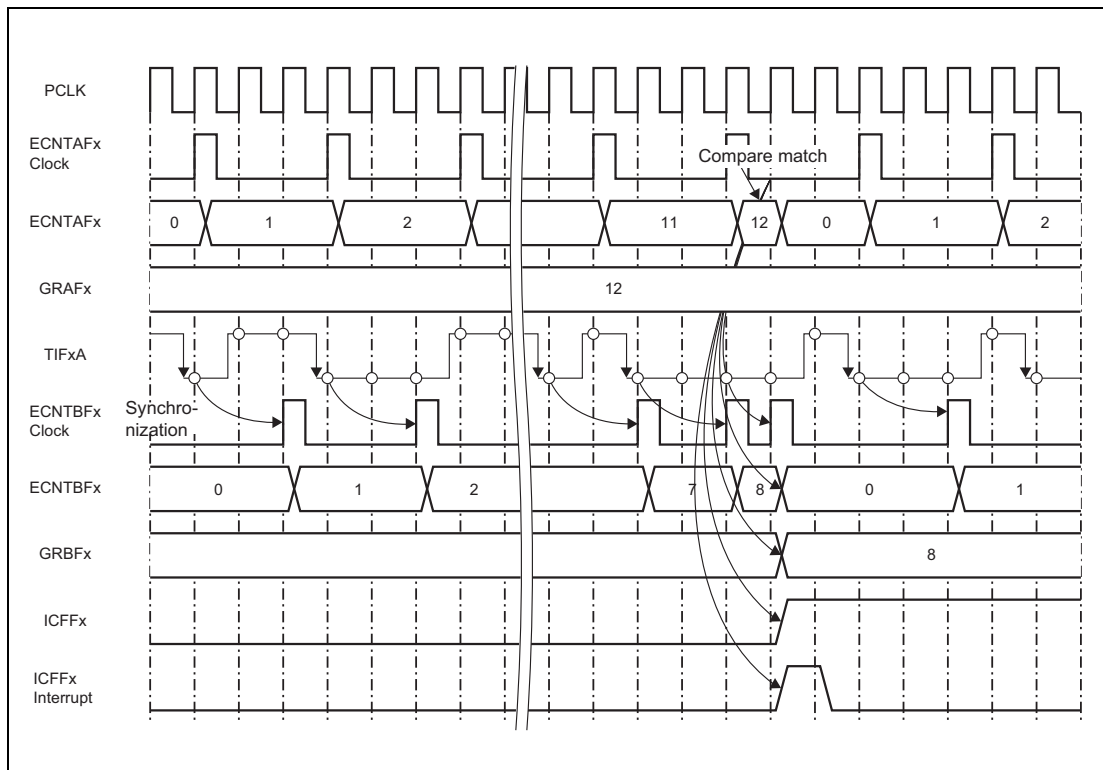 PCLK
ECNTAFx
Clock
Compare match
ECNTAFx
0
1
2
11
12
0
1
2
GRAFx
12
TIFxA
ECNTBFx
Clock
Synchro-
nization
ECNTBFx
0
1
2
7
8
0
1
GRBFx
8
ICFFx
ICFFx
Interrupt